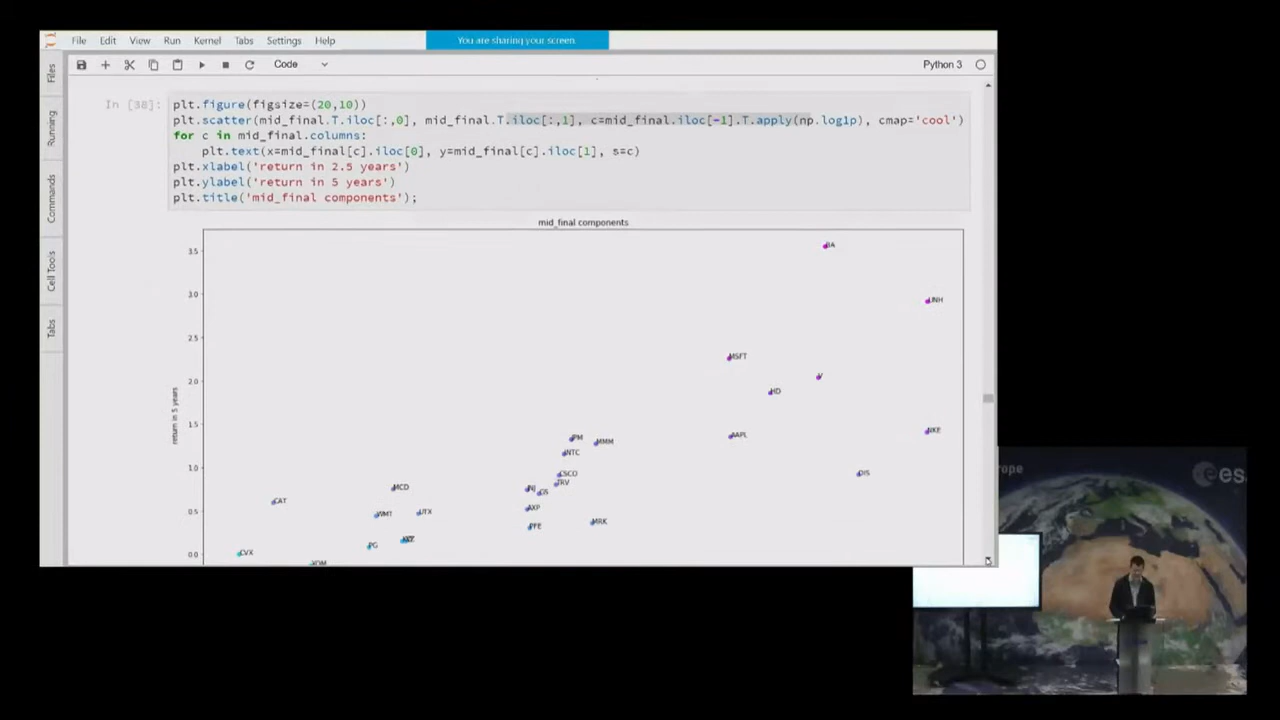 File Edit View Run Kernel Tabs Settings Help
You are sharing your screen.
Code
Python 3
Files
Running
Commands
Cell Tools
Tabs
In [38]:
plt.figure(figsize=(20,10))
plt.scatter(mid_final.T.iloc[:,0], mid_final.T.iloc[:,1], c=mid_final.iloc[-1].T.apply(np.log1p), cmap='cool')
for c in mid_final.columns:
plt.text(x=mid_final[c].iloc[0], y=mid_final[c].iloc[1], s=c)
plt.xlabel('return in 2.5 years')
plt.ylabel('return in 5 years')
plt.title('mid_final components');
mid_final components
return in 5 years
3.5
3.0
2.5
2.0
1.5
1.0
0.5
0.0
BA
UNH
MSFT
V
HD
AAPL
NKE
JPM
MMM
INTC
CSCO
DIS
TRV
MCD
GS
CAT
AXP
WMT
UTX
MRK
PFE
PG
CVX
XOM
rope
esa